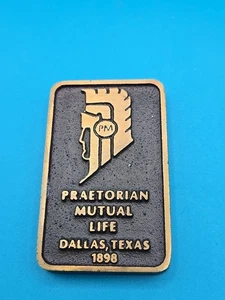 PM
PRAETORIAN
MUTUAL
LIFE
DALLAS, TEXAS
1898